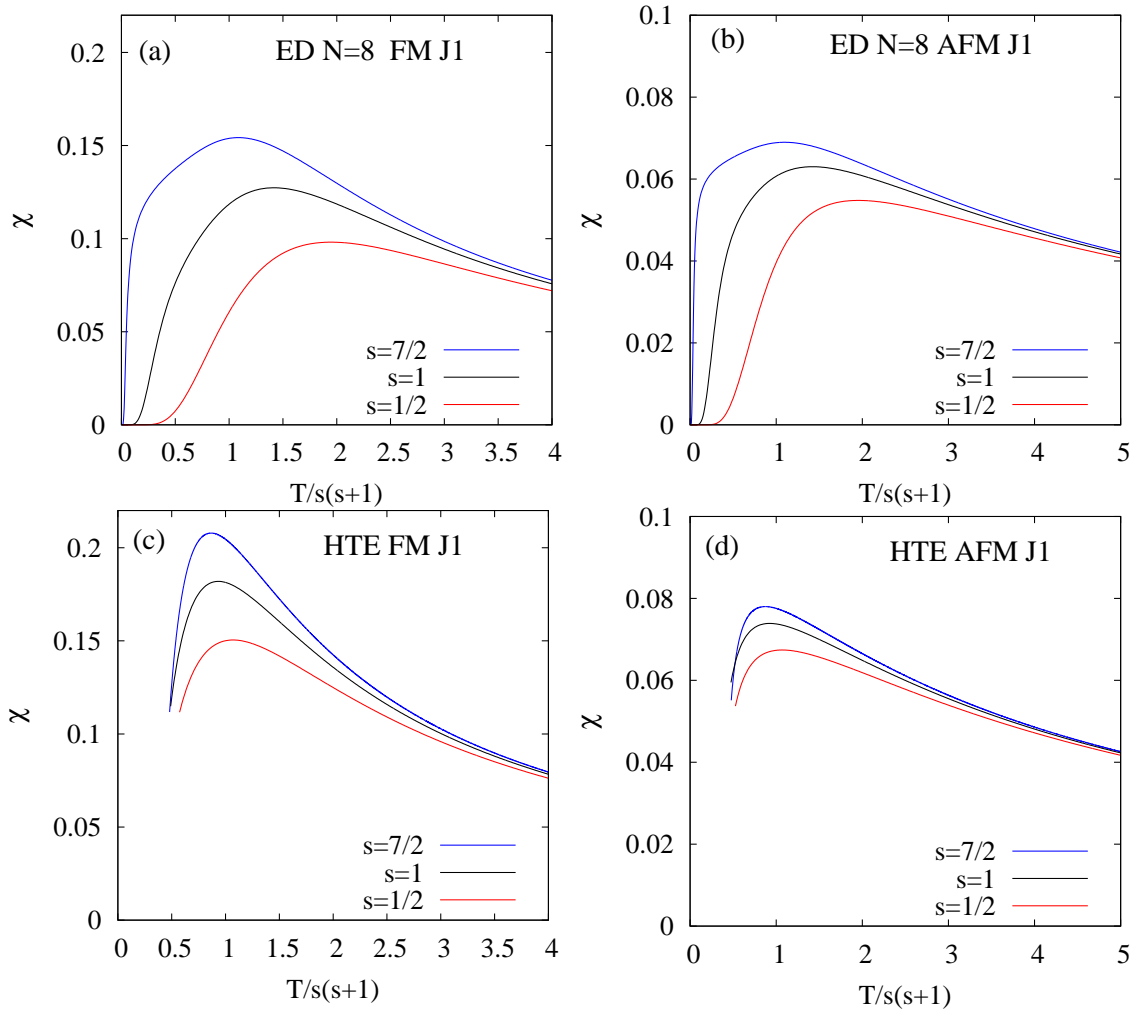 (a) ED N=8 FM J1
0.2
0.15
0.1
0.05
0
χ
s=7/2
s=1
s=1/2
0 0.5 1 1.5 2 2.5 3 3.5 4
T/s(s+1)
(b) ED N=8 AFM J1
0.1
0.08
0.06
0.04
0.02
0
χ
s=7/2
s=1
s=1/2
0 1 2 3 4 5
T/s(s+1)
(c) HTE FM J1
0.2
0.15
0.1
0.05
0
χ
s=7/2
s=1
s=1/2
0 0.5 1 1.5 2 2.5 3 3.5 4
T/s(s+1)
(d) HTE AFM J1
0.1
0.08
0.06
0.04
0.02
0
χ
s=7/2
s=1
s=1/2
0 1 2 3 4 5
T/s(s+1)